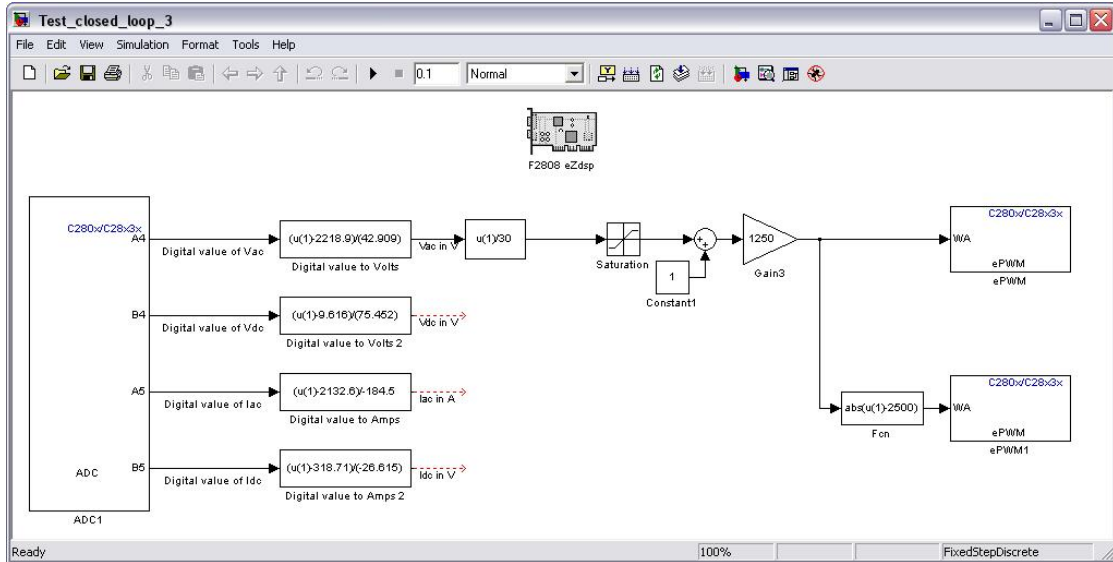 Test_closed_loop_3
File Edit View Simulation Format Tools Help
0.1 Normal
F2808 eZdsp
C280x/C28x3x
A4
Digital value of Vac
(u(1)-2218.9)/(42.909)
Digital value to Volts
Vac in V
u(1)/30
Saturation
1
Constant1
1250
Gain3
C280x/C28x3x
WA
ePWM
ePWM
B4
Digital value of Vdc
(u(1)-9.616)/(75.452)
Digital value to Volts 2
Vdc in V
A5
Digital value of Iac
(u(1)-2132.6)/-184.5
Digital value to Amps
Iac in A
abs(u(1)-2500)
Fcn
C280x/C28x3x
WA
ePWM
ePWM1
B5
Digital value of Idc
(u(1)-318.71)/(-26.615)
Digital value to Amps 2
Idc in V
ADC
ADC1
Ready 100% FixedStepDiscrete